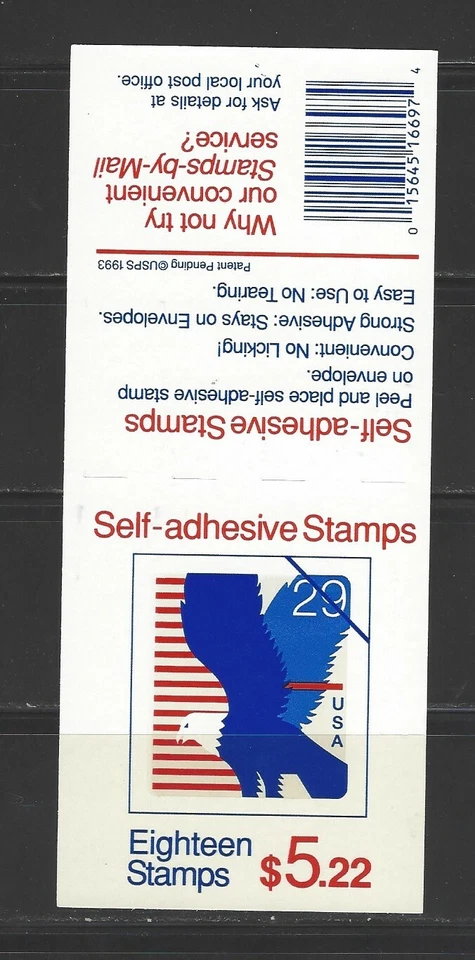 Self-adhesive Stamps
29
USA
Eighteen
Stamps
$5.22
Self-adhesive Stamps
Peel and place self-adhesive stamp
on envelope.
Convenient: No Licking!
Strong Adhesive: Stays on Envelopes.
Easy to Use: No Tearing.
Patent Pending ©USPS 1993
Why not try
our convenient
Stamps-by-Mail
service?
Ask for details at
your local post office.
0 15645 16697 4